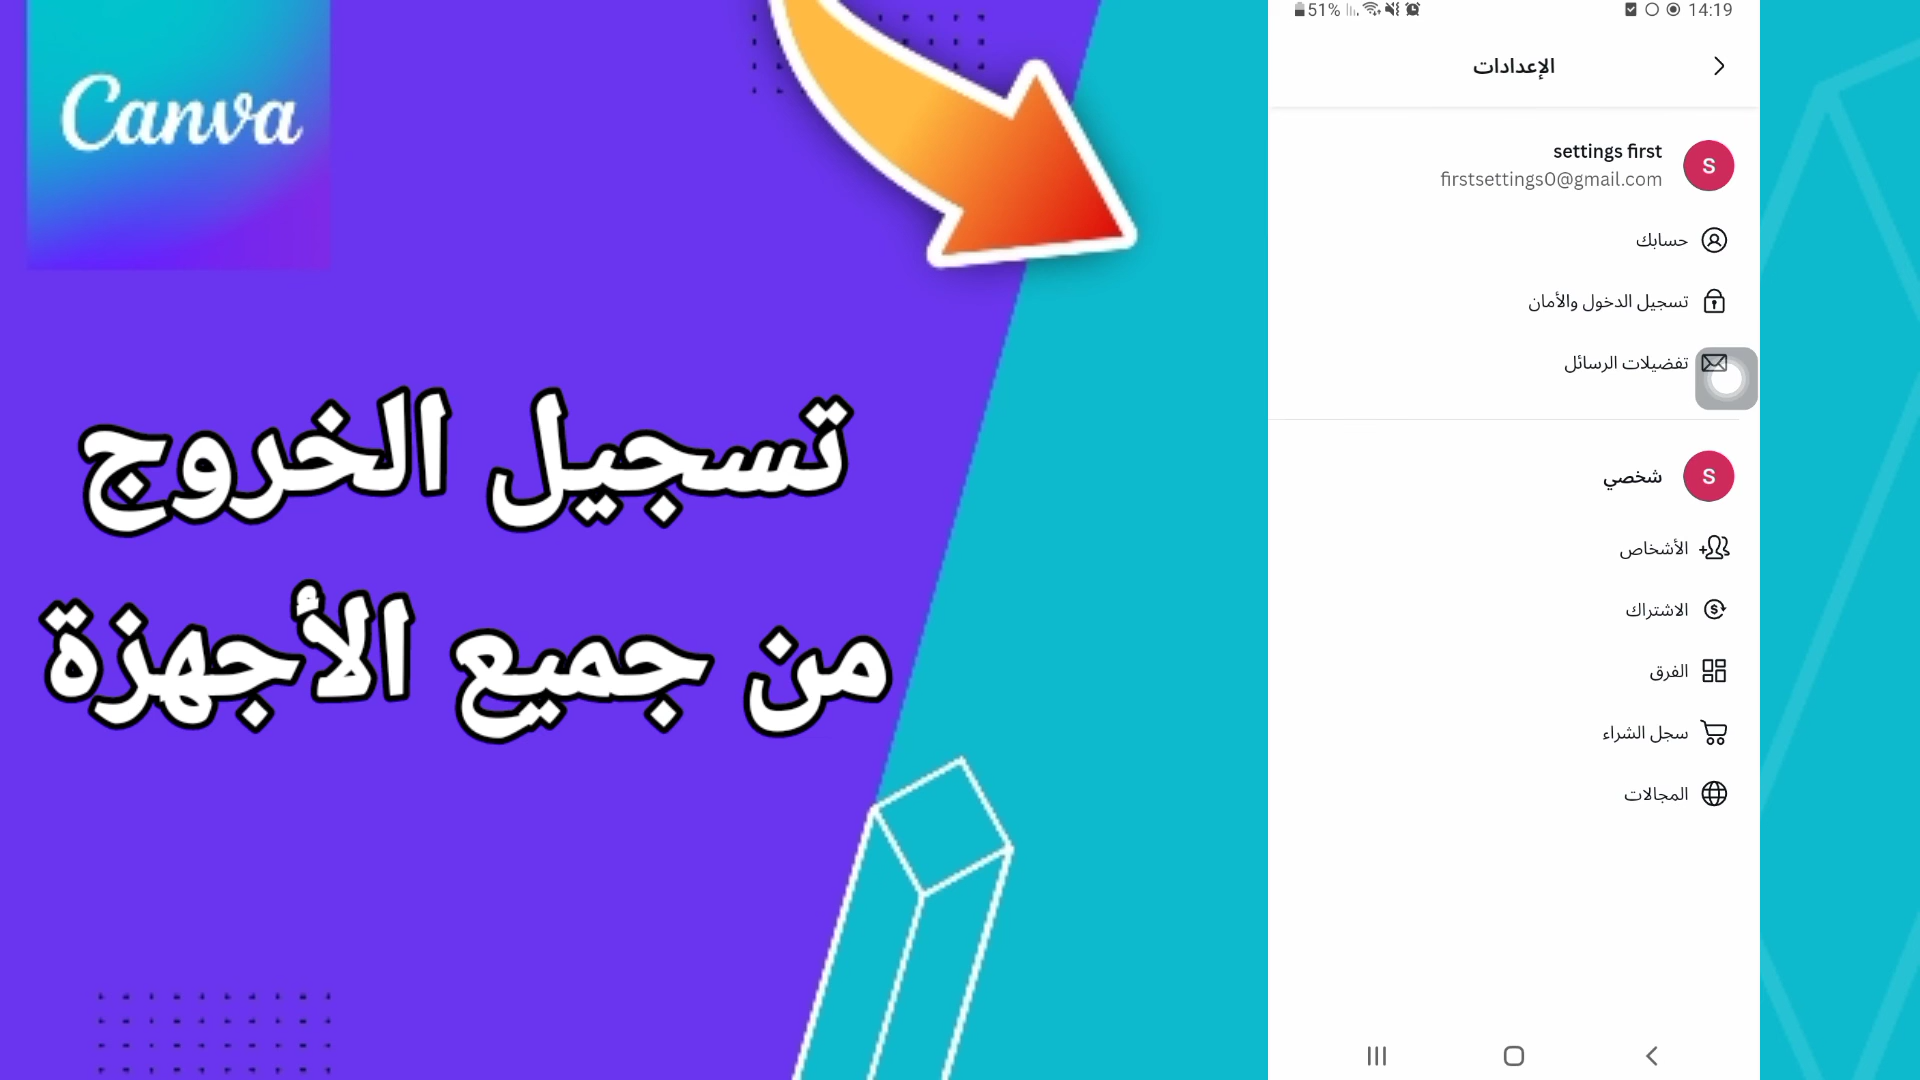 Canva
تسجيل الخروج
من جميع الأجهزة
51% 14:19
الإعدادات
settings first
firstsettings0@gmail.com
S
حسابك
تسجيل الدخول والأمان
تفضيلات الرسائل
شخصي
S
الأشخاص
الاشتراك
الفرق
سجل الشراء
المجالات